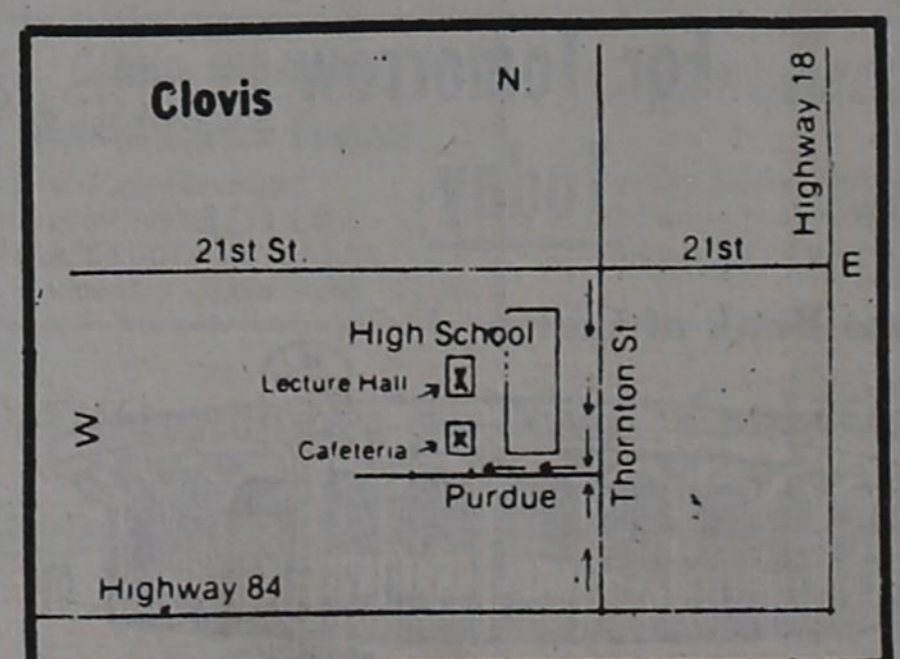 Clovis
N.
Highway 18
21st St.
21st
E
High School
Lecture Hall
Thornton St
W
Cafeteria
Purdue
Highway 84